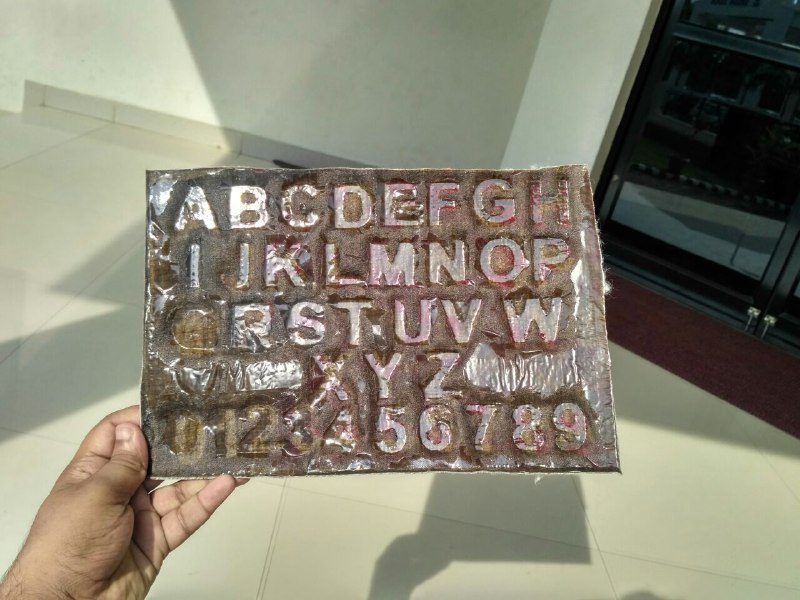 ABCDEFGH
IJKLMNOP
QRSTUVW
XYZ
0123456789